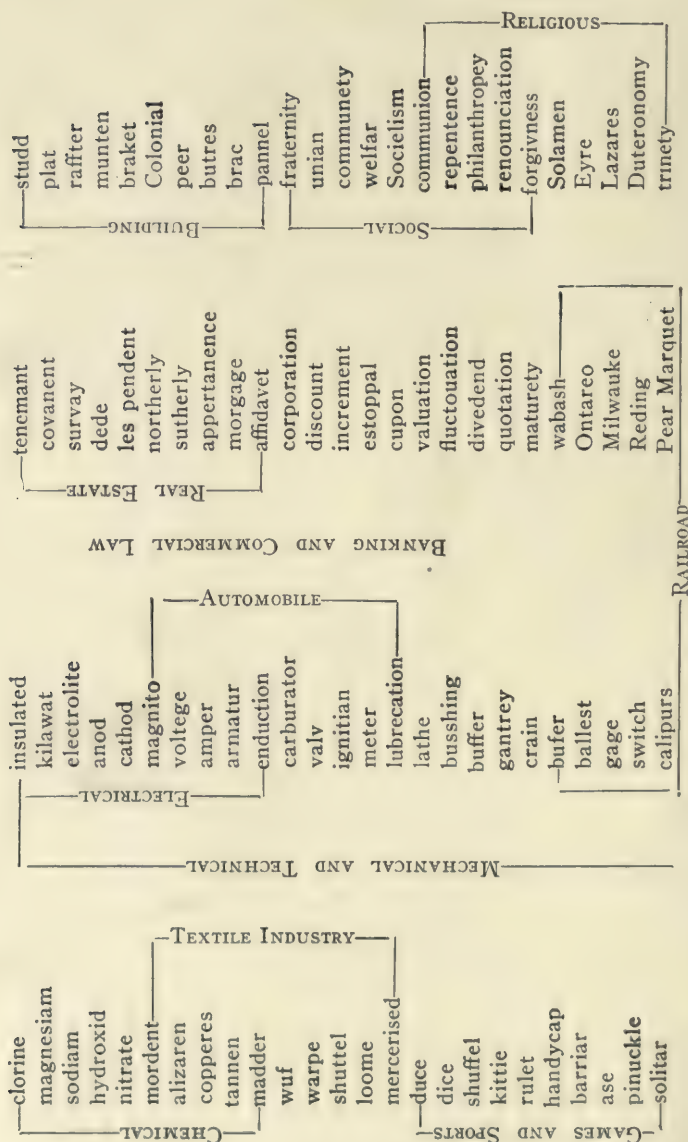 CHEMICAL
clorine
magnesiam
sodiam
hydroxid
nitrate
mordent
alizaren
copperes
tannen
madder
wuf
warpe
shuttel
loome
mercerised
TEXTILE INDUSTRY
duce
dice
shuffel
kittie
rulet
handycap
barriar
ase
pinuckle
solitar
GAMES AND SPORTS
MECHANICAL AND TECHNICAL
ELECTRICAL
insulated
kilawat
electrolite
anod
cathod
magnito
voltege
amper
armatur
enduction
carburator
valv
ignitian
meter
lubrecation
AUTOMOBILE
lathe
busshing
buffer
gantrey
crain
bufer
ballest
gage
switch
calipurs
RAILROAD
BANKING AND COMMERCIAL LAW
REAL ESTATE
tenemant
covanent
survay
dede
les pendent
northerly
sutherly
appertanence
morgage
affidavet
corporation
discount
increment
estoppal
cupon
valuation
fluctouation
divedend
quotation
maturety
wabash
Ontareo
Milwauke
Reding
Pear Marquet
BUILDING
studd
plat
raffter
munten
braket
Colonial
peer
butres
brac
pannel
SOCIAL
fraternity
unian
communety
welfar
Socielism
communion
repentence
philanthropey
renounciation
forgivness
Solamen
Eyre
Lazares
Duteronomy
trinety
RELIGIOUS